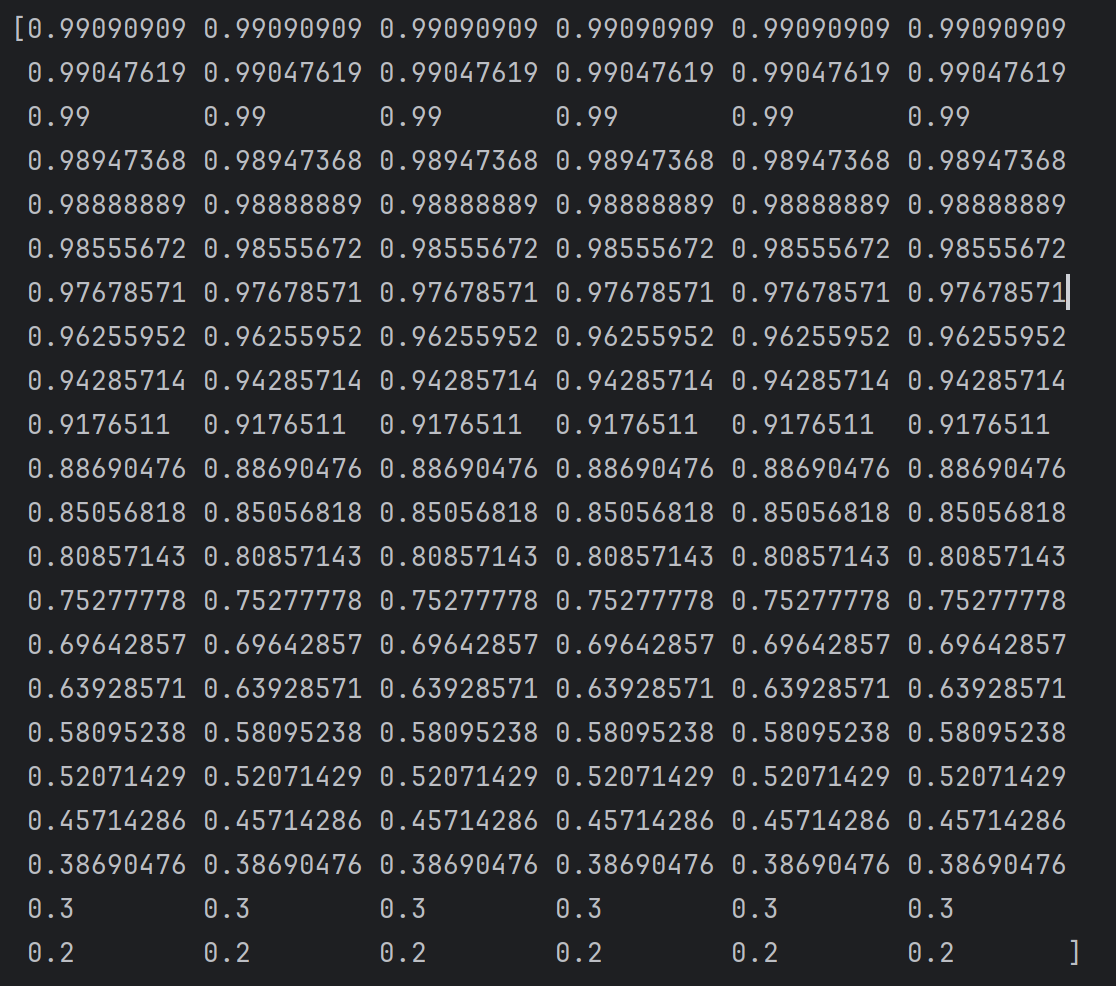 [0.99090909 0.99090909 0.99090909 0.99090909 0.99090909 0.99090909
0.99047619 0.99047619 0.99047619 0.99047619 0.99047619 0.99047619
0.99 0.99 0.99 0.99 0.99 0.99
0.98947368 0.98947368 0.98947368 0.98947368 0.98947368 0.98947368
0.98888889 0.98888889 0.98888889 0.98888889 0.98888889 0.98888889
0.98555672 0.98555672 0.98555672 0.98555672 0.98555672 0.98555672
0.97678571 0.97678571 0.97678571 0.97678571 0.97678571 0.97678571
0.96255952 0.96255952 0.96255952 0.96255952 0.96255952 0.96255952
0.94285714 0.94285714 0.94285714 0.94285714 0.94285714 0.94285714
0.9176511 0.9176511 0.9176511 0.9176511 0.9176511 0.9176511
0.88690476 0.88690476 0.88690476 0.88690476 0.88690476 0.88690476
0.85056818 0.85056818 0.85056818 0.85056818 0.85056818 0.85056818
0.80857143 0.80857143 0.80857143 0.80857143 0.80857143 0.80857143
0.75277778 0.75277778 0.75277778 0.75277778 0.75277778 0.75277778
0.69642857 0.69642857 0.69642857 0.69642857 0.69642857 0.69642857
0.63928571 0.63928571 0.63928571 0.63928571 0.63928571 0.63928571
0.58095238 0.58095238 0.58095238 0.58095238 0.58095238 0.58095238
0.52071429 0.52071429 0.52071429 0.52071429 0.52071429 0.52071429
0.45714286 0.45714286 0.45714286 0.45714286 0.45714286 0.45714286
0.38690476 0.38690476 0.38690476 0.38690476 0.38690476 0.38690476
0.3 0.3 0.3 0.3 0.3 0.3
0.2 0.2 0.2 0.2 0.2 0.2 ]